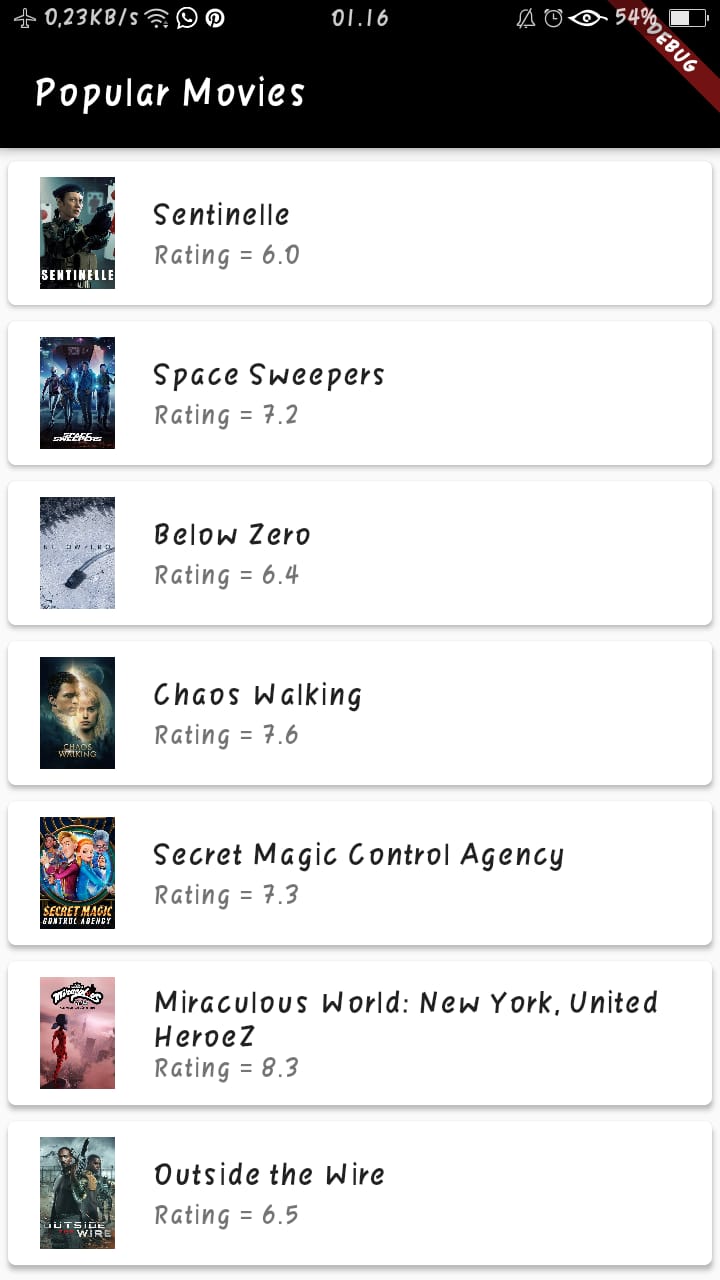 0,23KB/s 01.16 54%
DEBUG
Popular Movies
SENTINELLE
Sentinelle
Rating = 6.0
SPACE
SWEEPERS
Space Sweepers
Rating = 7.2
Below Zero
Rating = 6.4
CHAOS
WALKING
Chaos Walking
Rating = 7.6
SECRET MAGIC
CONTROL AGENCY
Secret Magic Control Agency
Rating = 7.3
Miraculous
Miraculous World: New York, United
HeroeZ
Rating = 8.3
OUTSIDE
THE WIRE
Outside the Wire
Rating = 6.5